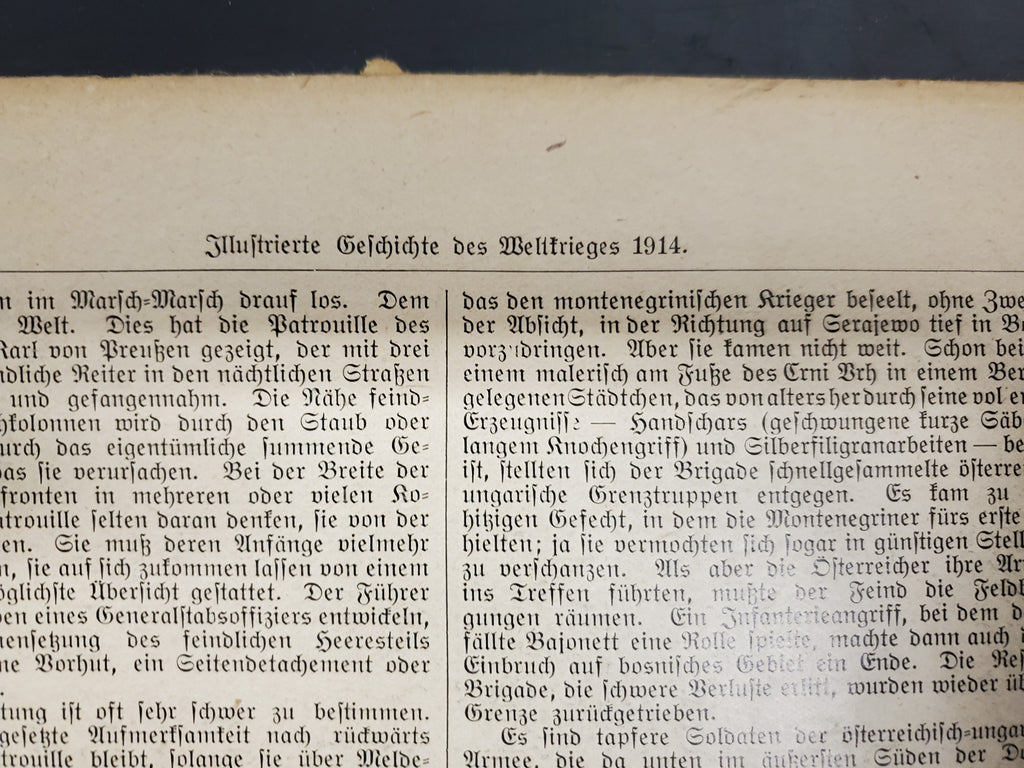 Illustrierte Geschichte des Weltkrieges 1914.
im Marsch-Marsch drauf los. Dem
Welt. Dies hat die Patrouille des
Karl von Preußen gezeigt, der mit drei
ndliche Reiter in den nächtlichen Straßen
und gefangennahm. Die Nähe feind-
hkolonnen wird durch den Staub oder
urch das eigentümliche summende Ge-
as sie verursachen. Bei der Breite der
fronten in mehreren oder vielen Ko-
trouille selten daran denken, sie von der
en. Sie muß deren Anfänge vielmehr
n, sie auf sich zukommen lassen von einem
öglichste Übersicht gestattet. Der Führer
en eines Generalstabsoffiziers entwickeln,
ensetzung des feindlichen Heeresteils
ne Vorhut, ein Seitendetachement oder
tung ist oft sehr schwer zu bestimmen.
gesetzte Aufmerksamkeit nach rückwärts
trouille bleibt, solange sie über Melde-
das den montenegrinischen Krieger beseelt, ohne Zwe
der Absicht, in der Richtung auf Serajewo tief in B
vorzudringen. Aber sie kamen nicht weit. Schon bei
einem malerisch am Fuße des Crni Vrh in einem Ber
gelegenen Städtchen, das von alters her durch seine vol
Erzeugnisse — Handschars (geschwungene kurze Säb
langem Knochengriff) und Silberfiligranarbeiten — be
ist, stellten sich der Brigade schnellgesammelte österre
ungarische Grenztruppen entgegen. Es kam zu
hitzigen Gefecht, in dem die Montenegriner fürs erste
hielten; ja sie vermochten sich sogar in günstigen Stell
zu verschanzen. Als aber die Österreicher ihre Ar
ins Treffen führten, mußte der Feind die Feldb
gungen räumen. Ein Infanterieangriff, bei dem d
fällte Bajonett eine Rolle spielte, machte dann auch
Einbruch auf bosnisches Gebiet ein Ende. Die Res
Brigade, die schwere Verluste erlitt, wurden wieder üb
Grenze zurückgetrieben.
Es sind tapfere Soldaten der österreichisch-unga
Armee, die da unten im äußersten Süden der D